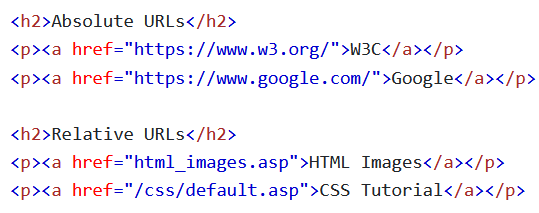 <h2>Absolute URLs</h2>
<p><a href="https://www.w3.org/">W3C</a></p>
<p><a href="https://www.google.com/">Google</a></p>
<h2>Relative URLs</h2>
<p><a href="html_images.asp">HTML Images</a></p>
<p><a href="/css/default.asp">CSS Tutorial</a></p>